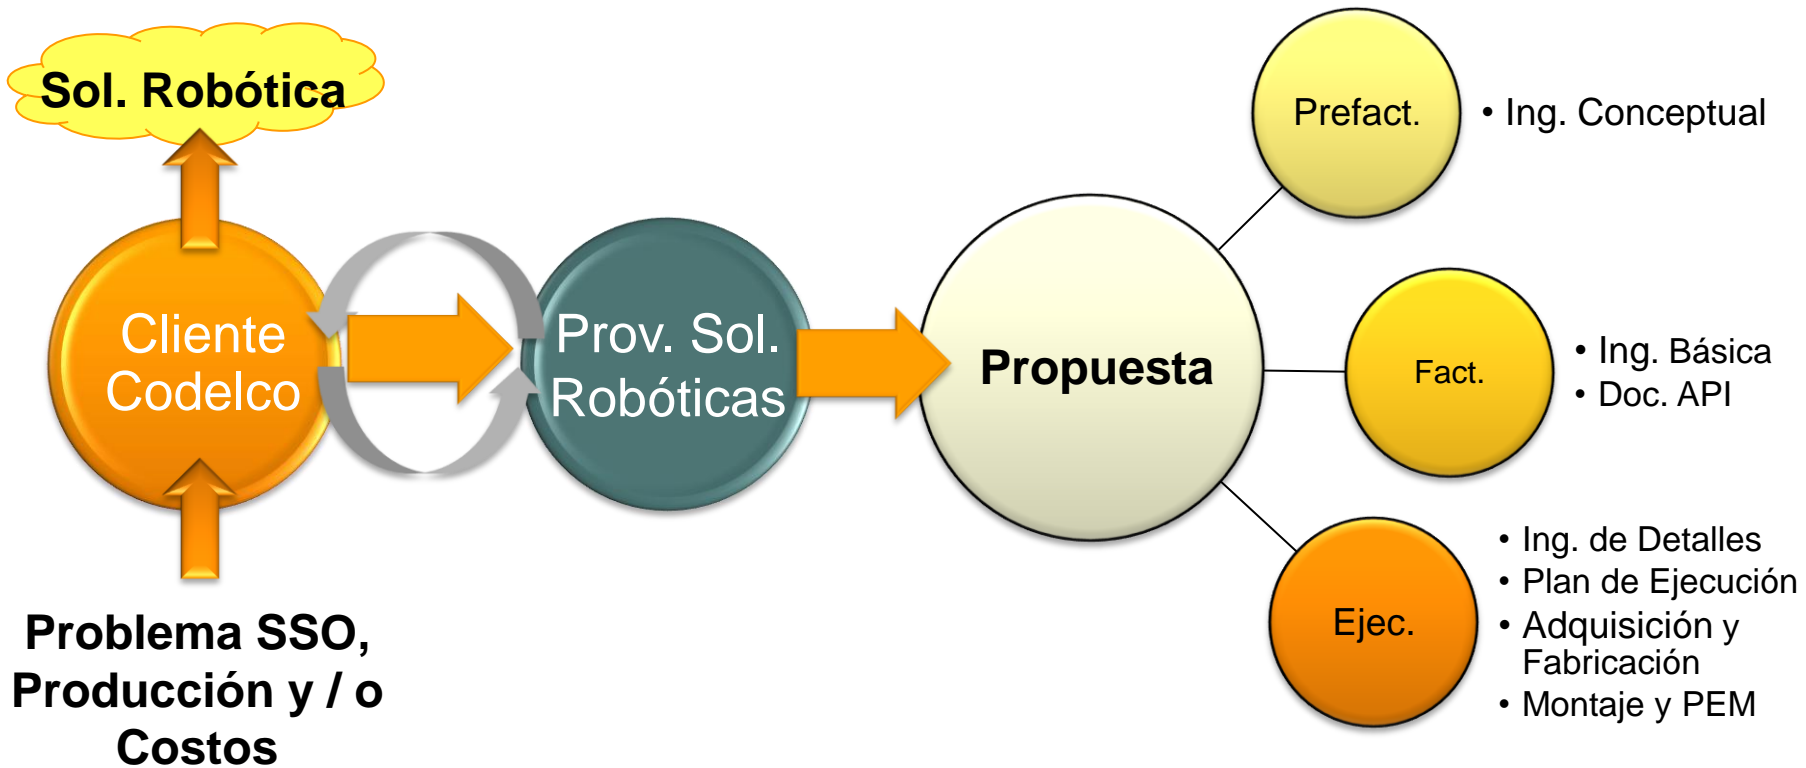 Sol. Robótica
Cliente
Codelco
Problema SSO,
Producción y / o
Costos
Prov. Sol.
Robóticas
Propuesta
Prefact.
• Ing. Conceptual
Fact.
• Ing. Básica
• Doc. API
Ejec.
• Ing. de Detalles
• Plan de Ejecución
• Adquisición y
Fabricación
• Montaje y PEM